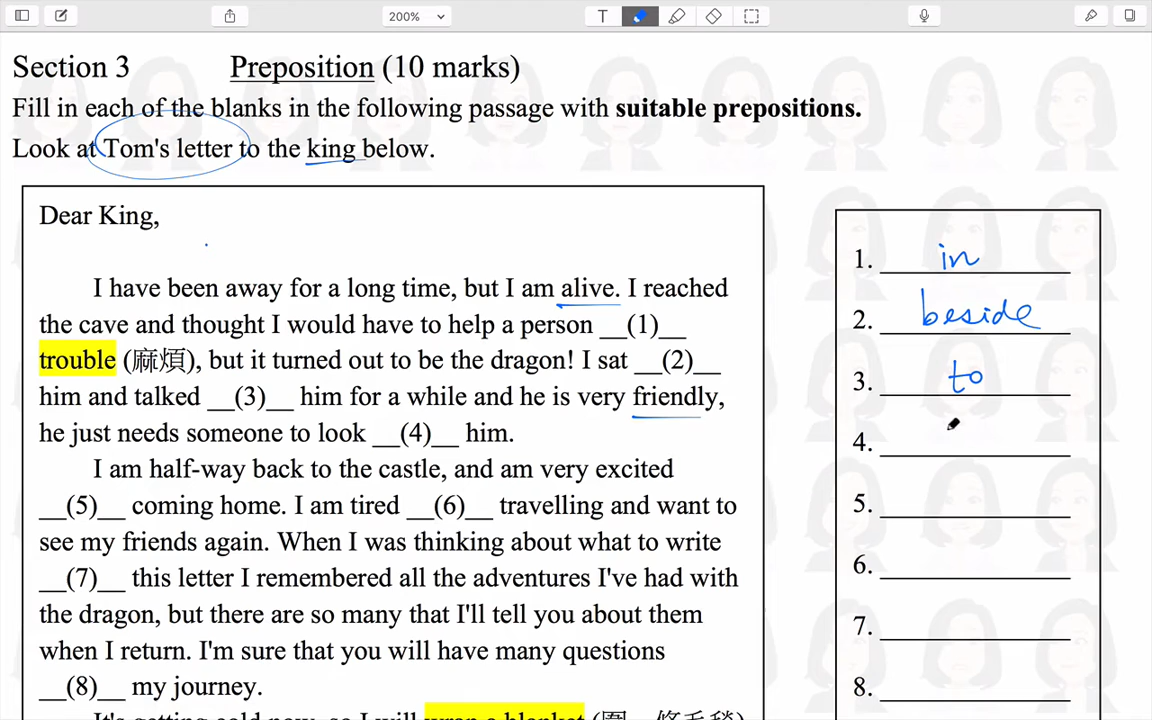 200%
T
Section 3 Preposition (10 marks)
Fill in each of the blanks in the following passage with suitable prepositions.
Look at Tom's letter to the king below.
Dear King,
I have been away for a long time, but I am alive. I reached
the cave and thought I would have to help a person __(1)__
trouble (麻煩), but it turned out to be the dragon! I sat __(2)__
him and talked __(3)__ him for a while and he is very friendly,
he just needs someone to look __(4)__ him.
I am half-way back to the castle, and am very excited
__(5)__ coming home. I am tired __(6)__ travelling and want to
see my friends again. When I was thinking about what to write
__(7)__ this letter I remembered all the adventures I've had with
the dragon, but there are so many that I'll tell you about them
when I return. I'm sure that you will have many questions
__(8)__ my journey.
It's getting cold now, so I will wrap a blanket
1. in
2. beside
3. to
4.
5.
6.
7.
8.